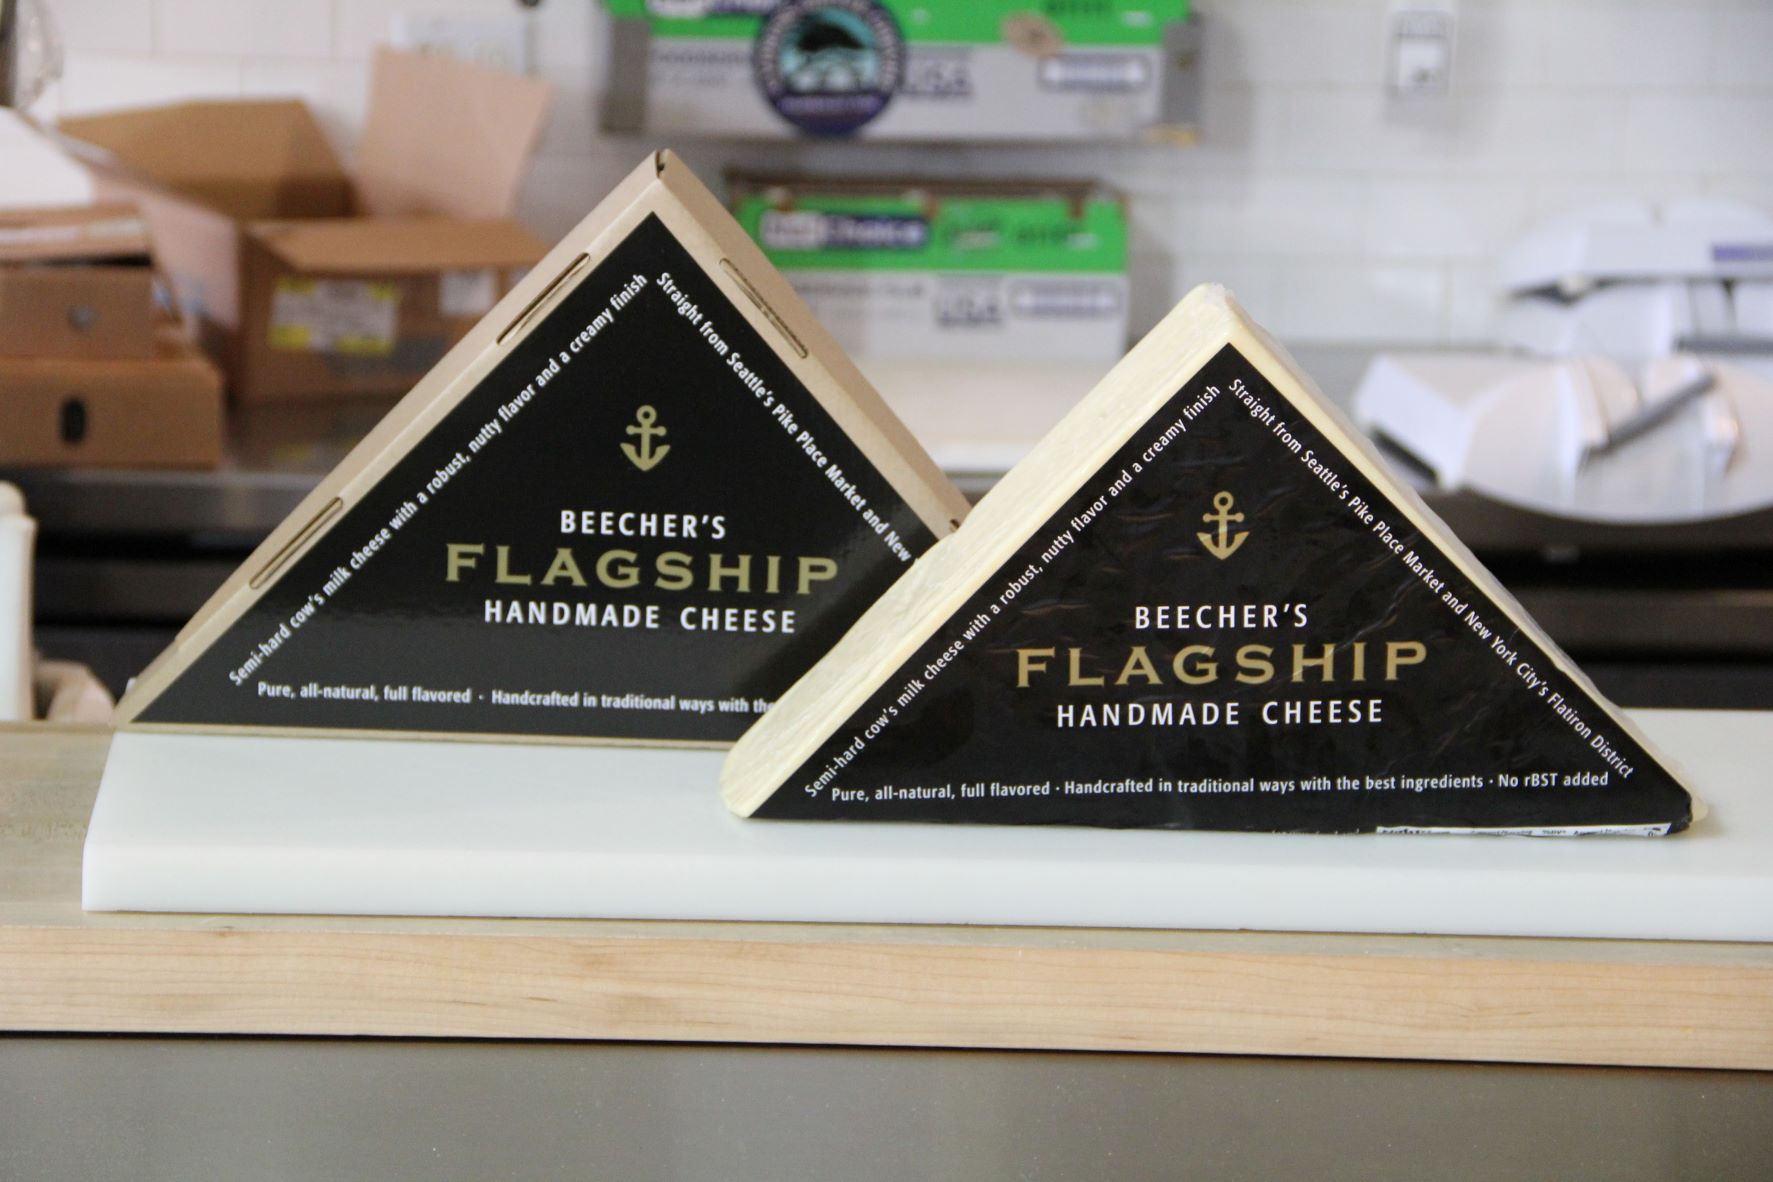 USA
Choice
USA
Semi-hard cow's milk cheese with a robust, nutty flavor and a creamy finish
Straight from Seattle's Pike Place Market and New
BEECHER'S
FLAGSHIP
HANDMADE CHEESE
Pure, all-natural, full flavored · Handcrafted in traditional ways with the
Semi-hard cow's milk cheese with a robust, nutty flavor and a creamy finish
Straight from Seattle's Pike Place Market and New York City's Flatiron District
BEECHER'S
FLAGSHIP
HANDMADE CHEESE
Pure, all-natural, full flavored · Handcrafted in traditional ways with the best ingredients · No rBST added